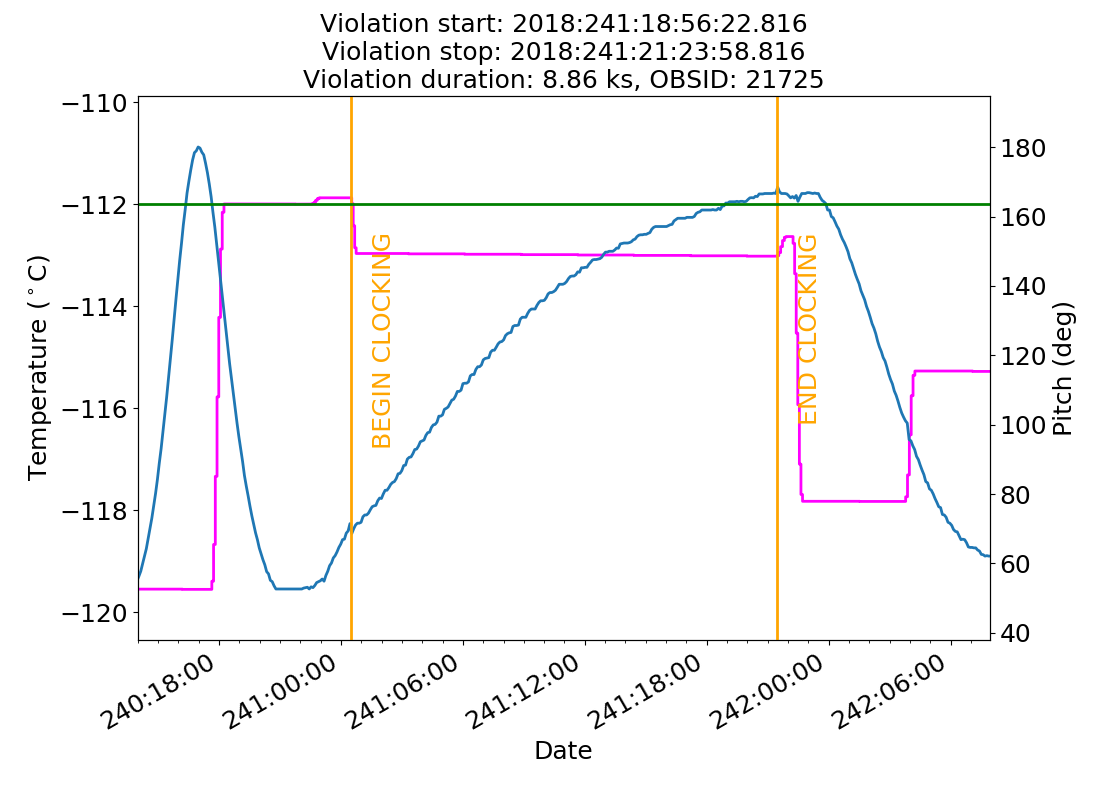 Violation start: 2018:241:18:56:22.816
Violation stop: 2018:241:21:23:58.816
Violation duration: 8.86 ks, OBSID: 21725
−110
−112
−114
−116
−118
−120
Temperature (°C)
BEGIN CLOCKING
END CLOCKING
180
160
140
120
100
80
60
40
Pitch (deg)
240:18:00
241:00:00
241:06:00
241:12:00
241:18:00
242:00:00
242:06:00
Date